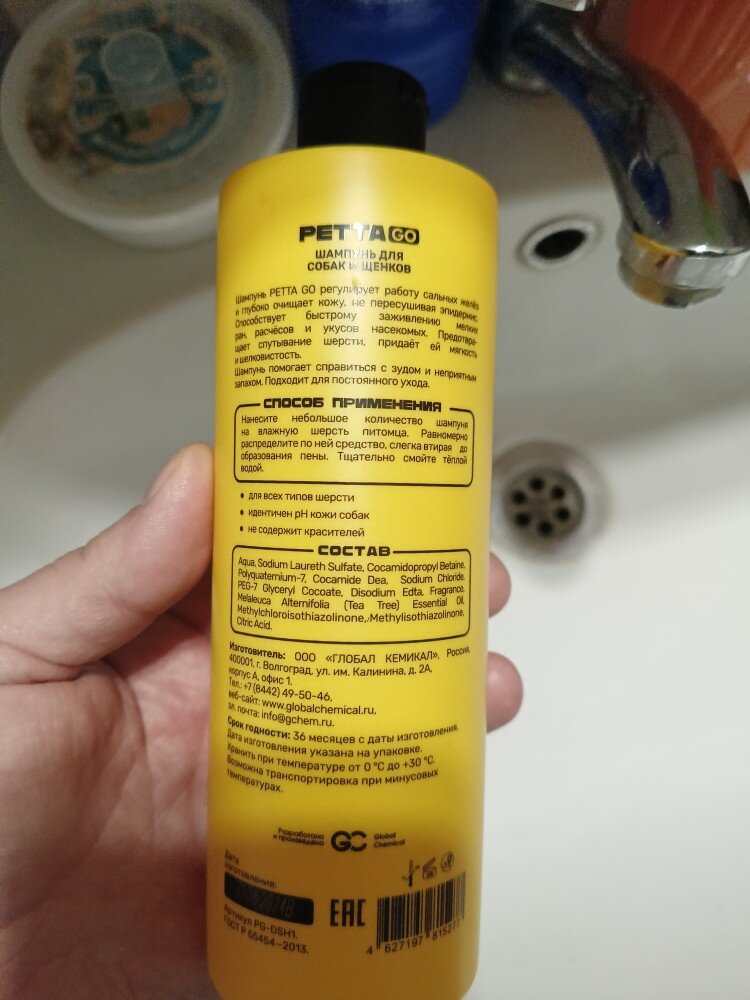 PETTA GO
ШАМПУНЬ ДЛЯ
СОБАК И ЩЕНКОВ
Шампунь PETTA GO регулирует работу сальных желёз
и глубоко очищает кожу, не пересушивая эпидермис.
Способствует быстрому заживлению мелких
ран, расчёсов и укусов насекомых. Предотвра-
щает спутывание шерсти, придаёт ей мягкость
и шелковистость.
Шампунь помогает справиться с зудом и неприятным
запахом. Подходит для постоянного ухода.
СПОСОБ ПРИМЕНЕНИЯ
Нанесите небольшое количество шампуня
на влажную шерсть питомца. Равномерно
распределите по ней средство, слегка втирая до
образования пены. Тщательно смойте тёплой
водой.
• для всех типов шерсти
• идентичен pH кожи собак
• не содержит красителей
СОСТАВ
Aqua, Sodium Laureth Sulfate, Cocamidopropyl Betaine,
Polyquaternium-7, Cocamide Dea, Sodium Chloride,
PEG-7 Glyceryl Cocoate, Disodium Edta, Fragrance,
Melaleuca Alternifolia (Tea Tree) Essential Oil,
Methylchloroisothiazolinone, Methylisothiazolinone,
Citric Acid.
Изготовитель: ООО «ГЛОБАЛ КЕМИКАЛ», Россия,
400001, г. Волгоград, ул. им. Калинина, д. 2А,
корпус А, офис 1.
Тел.: +7 (8442) 49-50-46,
веб-сайт: www.globalchemical.ru,
эл. почта: info@gchem.ru.
Срок годности: 36 месяцев с даты изготовления.
Дата изготовления указана на упаковке.
Хранить при температуре от 0 °C до +30 °C.
Возможна транспортировка при минусовых
температурах.
Разработано
и произведено
GC
Global
Chemical
Дата
изготовления:
Артикул PG-DSH1.
ГОСТ Р 55454-2013.
EAC
4 627197 815277